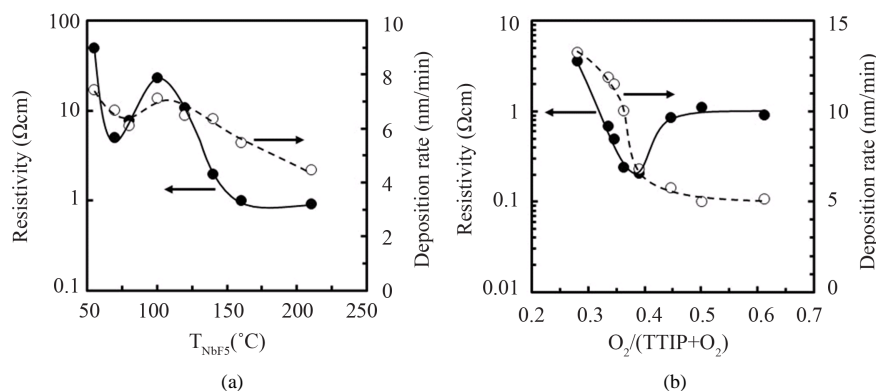 100
10
1
0.1
Resistivity (Ωcm)
10
8
6
4
2
0
Deposition rate (nm/min)
50 100 150 200
T_NbF5(˚C)
(a)
10
1
0.1
0.01
Resistivity (Ωcm)
15
10
5
0
Deposition rate (nm/min)
0.2 0.3 0.4 0.5 0.6 0.7
O₂/(TTIP+O₂)
(b)